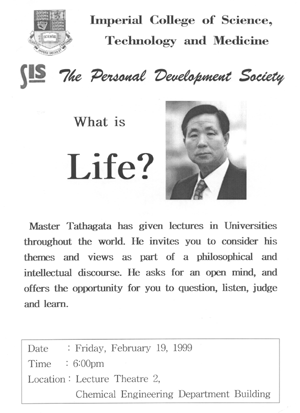 Imperial College of Science,
Technology and Medicine
SIS The Personal Development Society
What is
Life?
Master Tathagata has given lectures in Universities
throughout the world. He invites you to consider his
themes and views as part of a philosophical and
intellectual discourse. He asks for an open mind, and
offers the opportunity for you to question, listen, judge
and learn.
Date : Friday, February 19, 1999
Time : 6:00pm
Location : Lecture Theatre 2,
Chemical Engineering Department Building